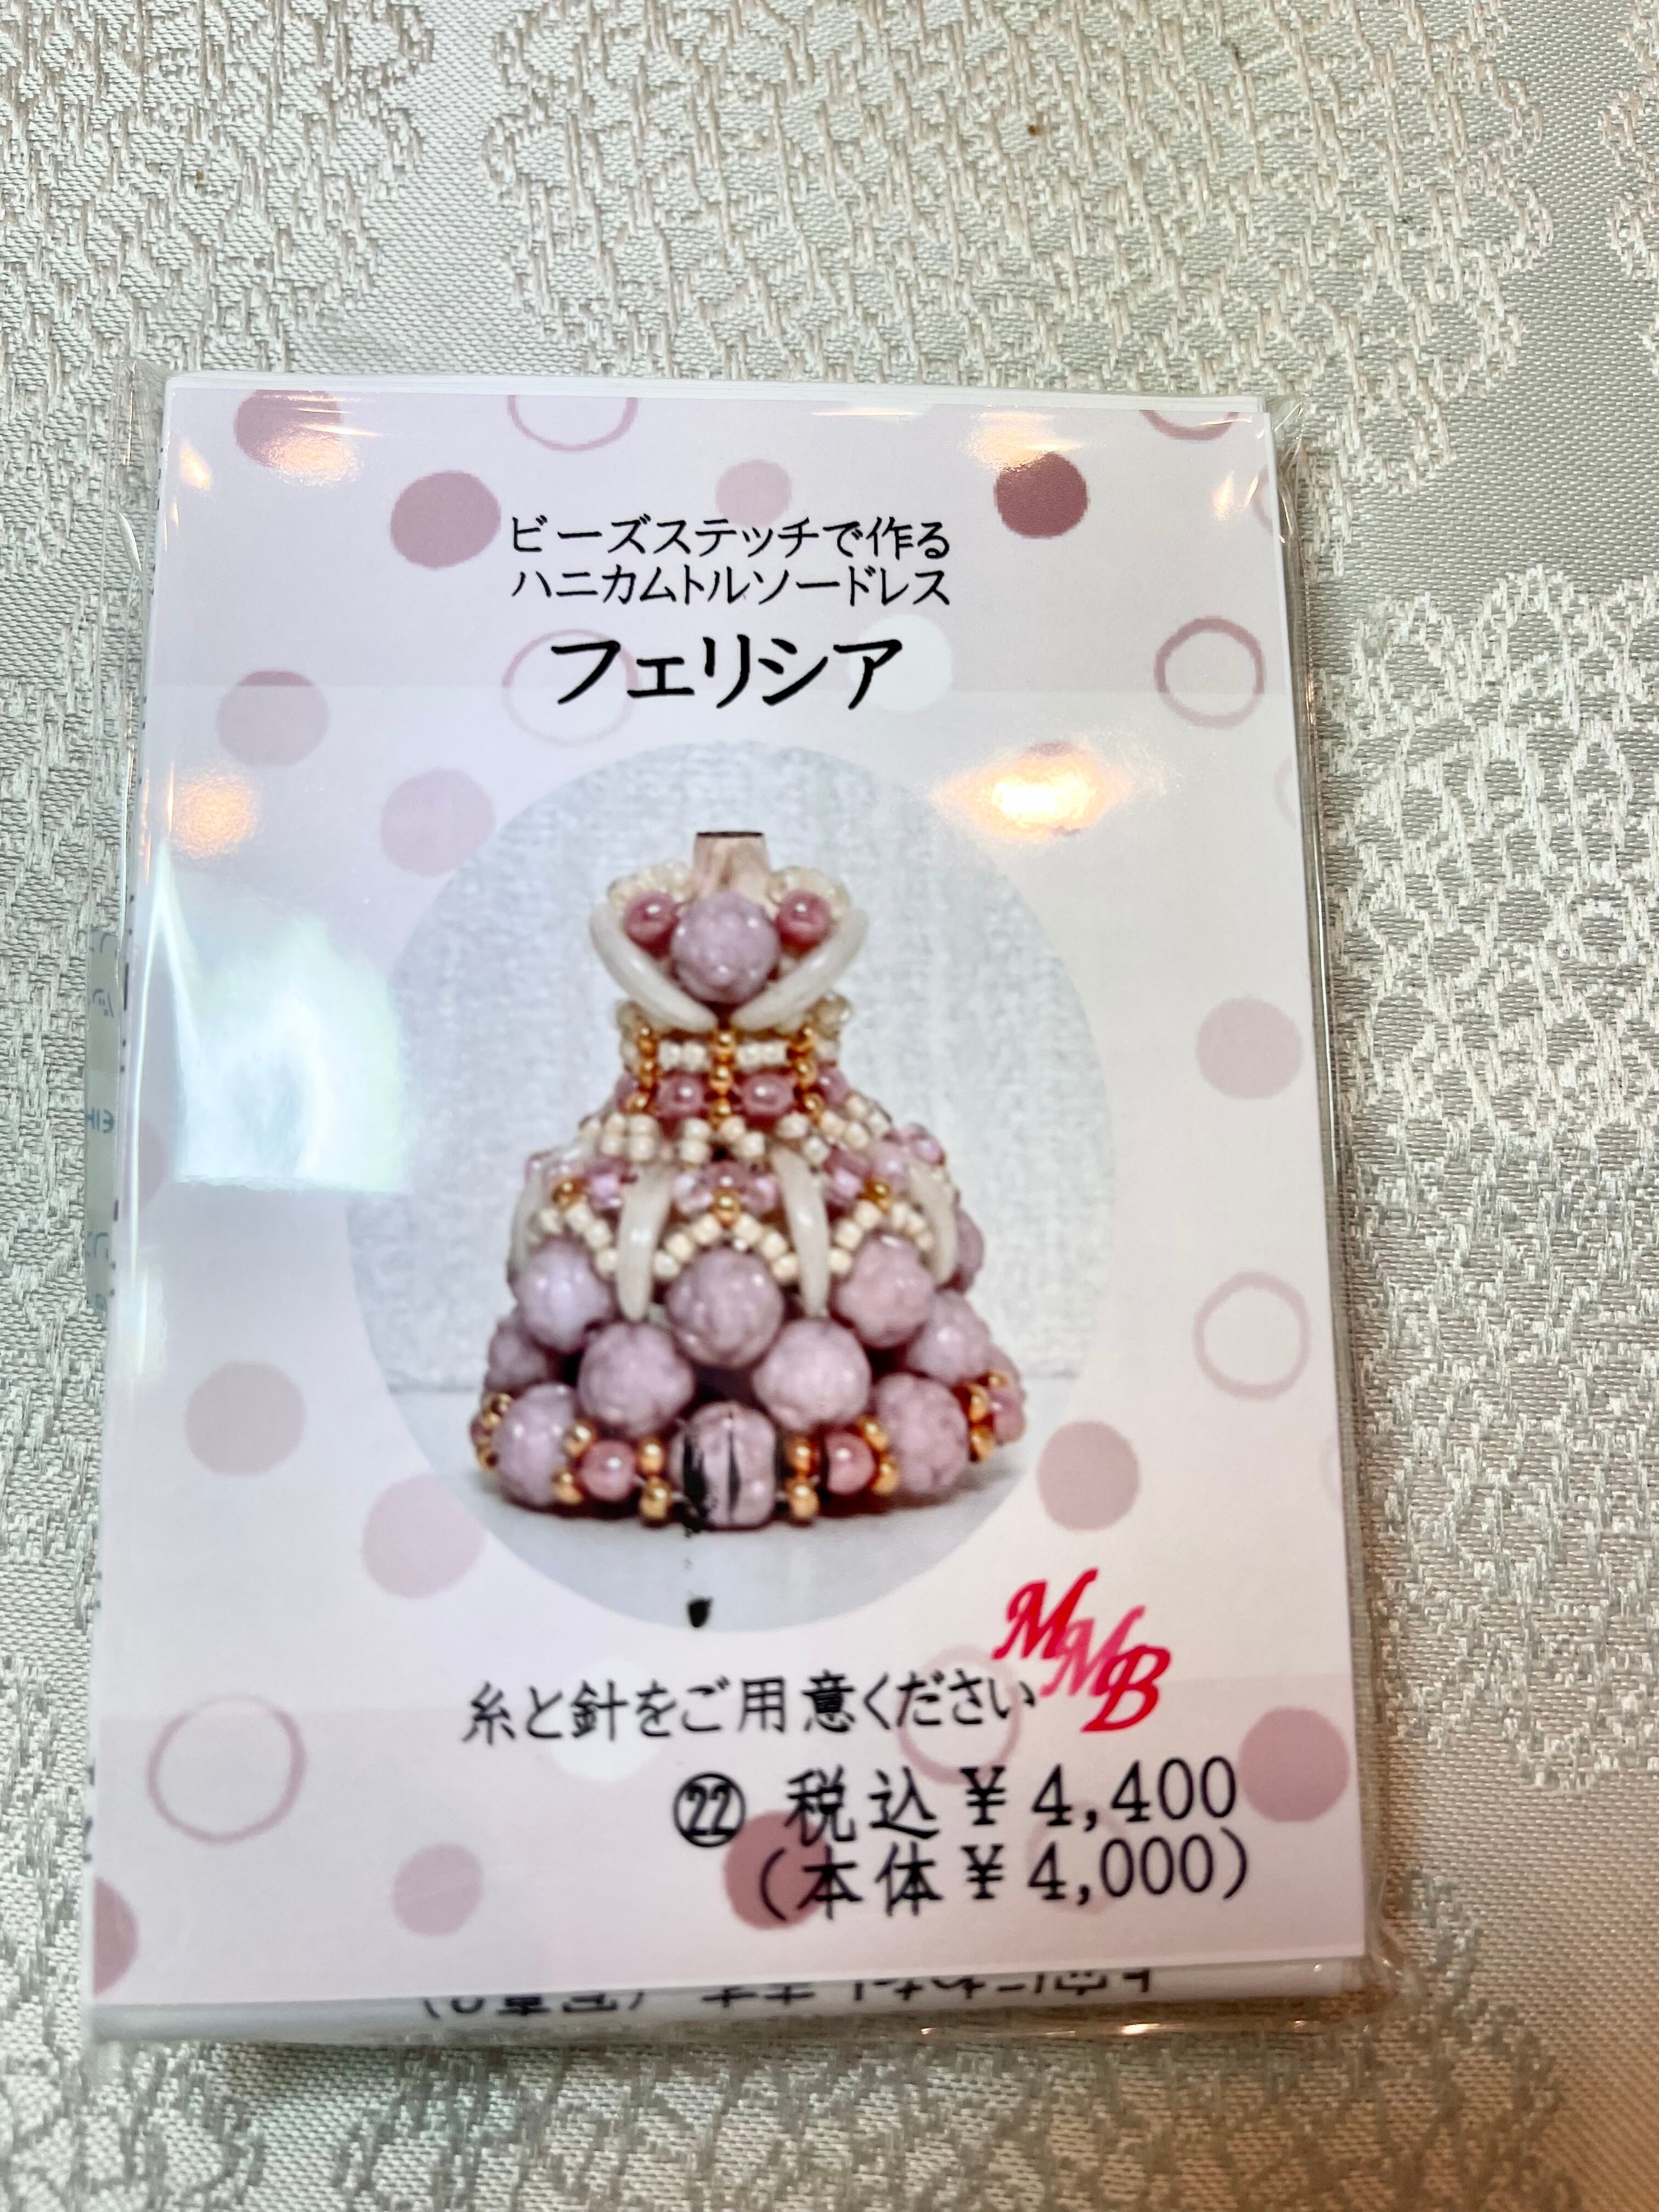 ビーズステッチで作る
ハニカムトルソードレス
フェリシア
MMB
糸と針をご用意ください
㉒ 税込￥4,400
(本体￥4,000)